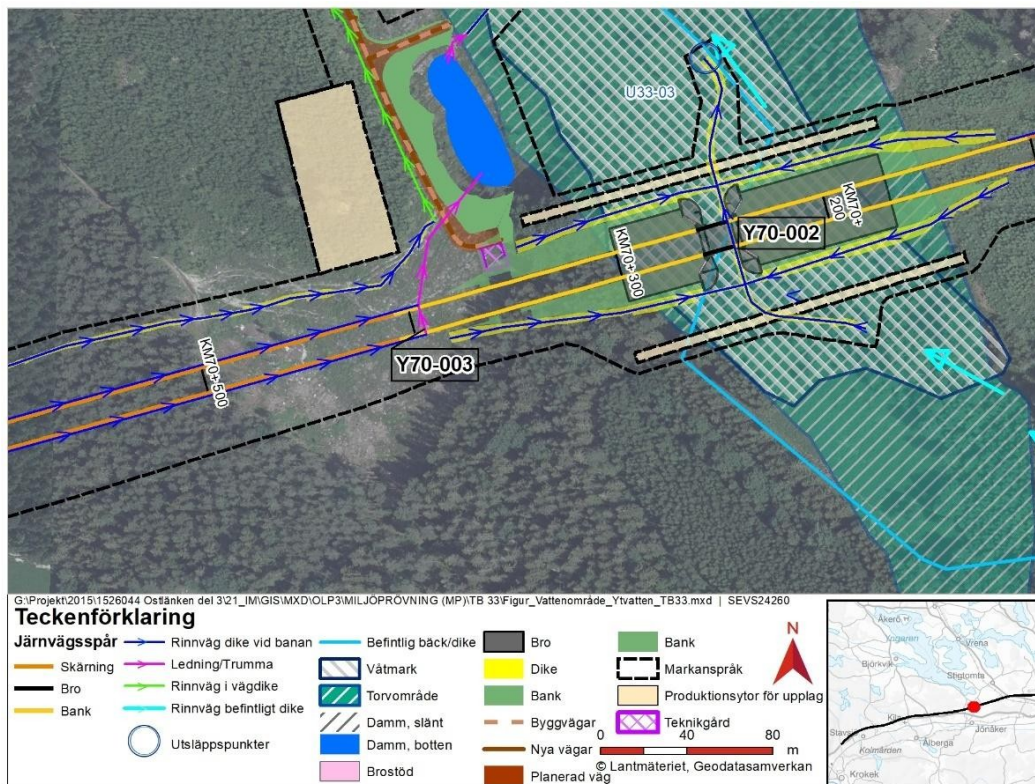 U33-03
KM70+
200
Y70-002
KM70+300
Y70-003
KM70+500
G:\Projekt\2015\1526044 Ostlänken del 3\21_IM\GIS\MXD\OLP3\MILJÖPRÖVNING (MP)\TB 33\Figur_Vattenområde_Ytvatten_TB33.mxd | SEVS24260
Teckenförklaring
Järnvägsspår
Skärning
Bro
Bank
Rinnväg dike vid banan
Ledning/Trumma
Rinnväg i vägdike
Rinnväg befintligt dike
Utsläppspunkter
Befintlig bäck/dike
Våtmark
Torvområde
Damm, slänt
Damm, botten
Brostöd
Bro
Dike
Bank
Byggvägar
Nya vägar
Planerad väg
Bank
Markanspråk
Produktionsytor för upplag
Teknikgård
N
0 40 80
m
© Lantmäteriet, Geodatasamverkan
Åkerö
Yngaren
Vrena
Björkvik
Stigtomta
Kila
Stavsjö
Jönåker
Kolmården
Ålberga
Krokek